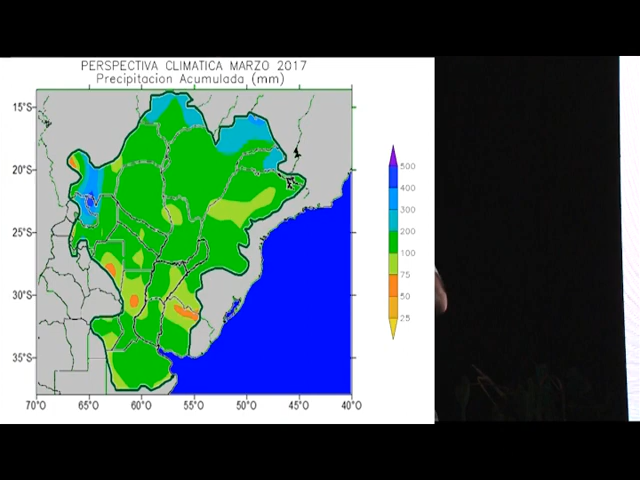 PERSPECTIVA CLIMATICA MARZO 2017
Precipitacion Acumulada (mm)
15°S
20°S
25°S
30°S
35°S
70°O 65°O 60°O 55°O 50°O 45°O 40°O
500
400
300
200
100
75
50
25